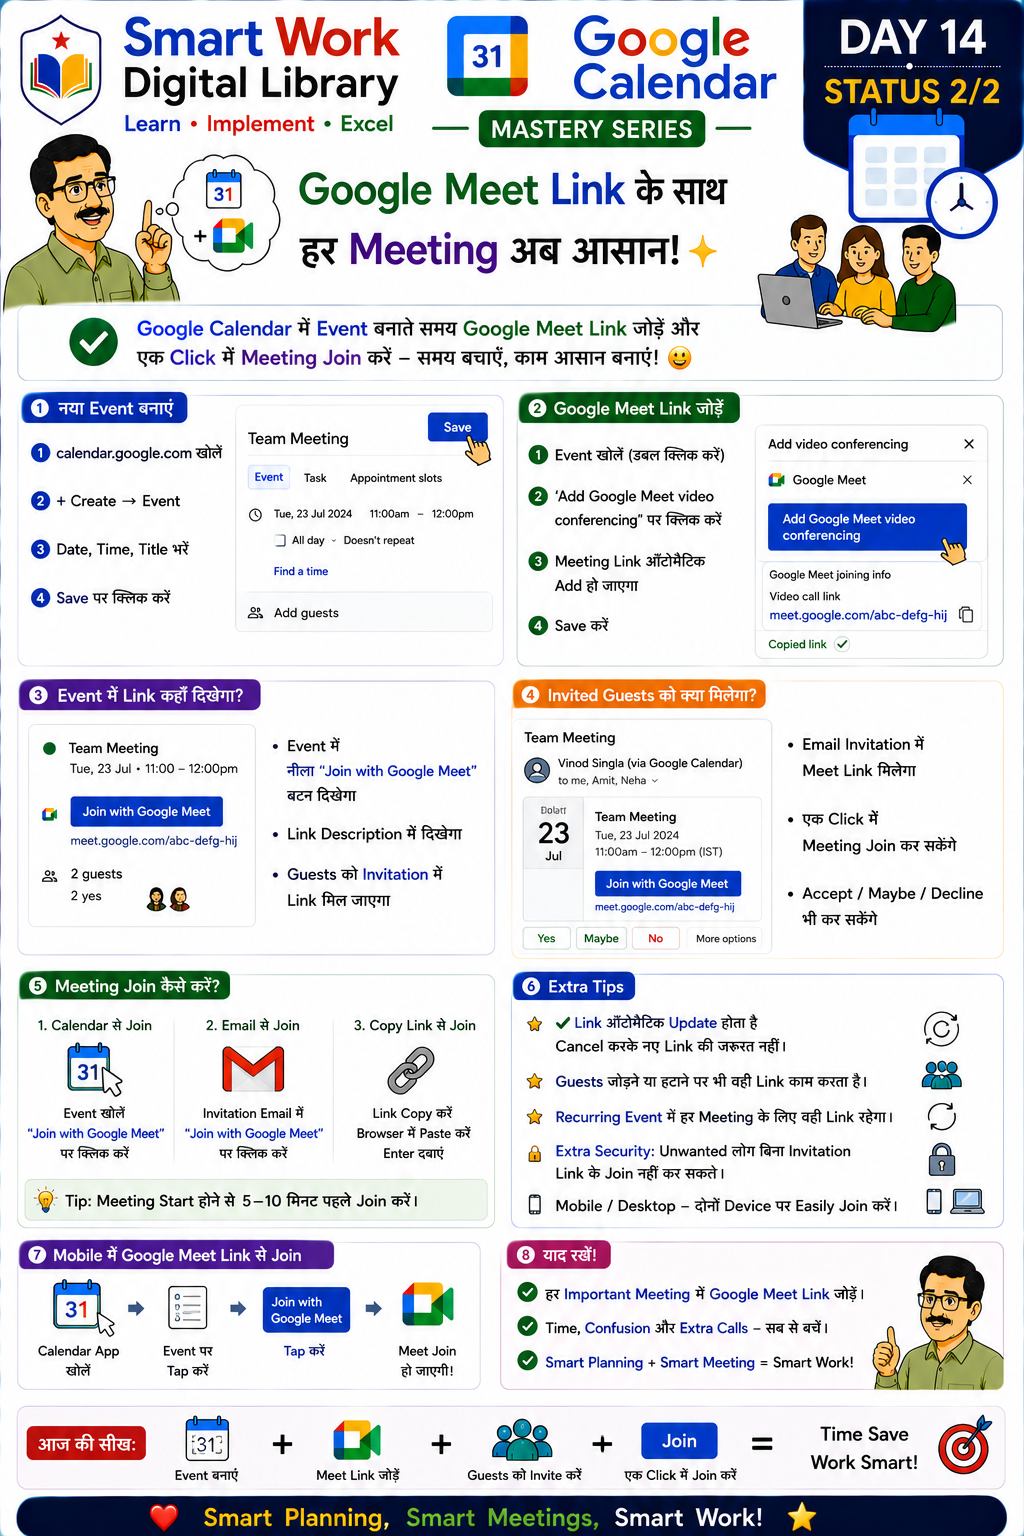 Smart Work
Digital Library
Learn • Implement • Excel
31
Google
Calendar
MASTERY SERIES
DAY 14
STATUS 2/2
31
+
Google Meet Link के साथ
हर Meeting अब आसान!
Google Calendar में Event बनाते समय Google Meet Link जोड़ें और
एक Click में Meeting Join करें – समय बचाएँ, काम आसान बनाएं!
1 नया Event बनाएं
1 calendar.google.com खोलें
2 + Create → Event
3 Date, Time, Title भरें
4 Save पर क्लिक करें
Team Meeting
Save
Event Task Appointment slots
Tue, 23 Jul 2024 11:00am – 12:00pm
All day - Doesn't repeat
Find a time
Add guests
2 Google Meet Link जोड़ें
1 Event खोलें (डबल क्लिक करें)
2 'Add Google Meet video
conferencing" पर क्लिक करें
3 Meeting Link ऑटोमैटिक
Add हो जाएगा
4 Save करें
Add video conferencing ×
Google Meet ×
Add Google Meet video
conferencing
Google Meet joining info
Video call link
meet.google.com/abc-defg-hij
Copied link
3 Event में Link कहाँ दिखेगा?
Team Meeting
Tue, 23 Jul • 11:00 – 12:00pm
Join with Google Meet
meet.google.com/abc-defg-hij
2 guests
2 yes
• Event में
नीला "Join with Google Meet"
बटन दिखेगा
• Link Description में दिखेगा
• Guests को Invitation में
Link मिल जाएगा
4 Invited Guests को क्या मिलेगा?
Team Meeting
Vinod Singla (via Google Calendar)
to me, Amit, Neha
23
Jul
Team Meeting
Tue, 23 Jul 2024
11:00am – 12:00pm (IST)
Join with Google Meet
meet.google.com/abc-defg-hij
Yes Maybe No More options
• Email Invitation में
Meet Link मिलेगा
• एक Click में
Meeting Join कर सकेंगे
• Accept / Maybe / Decline
भी कर सकेंगे
5 Meeting Join कैसे करें?
1. Calendar से Join
31
Event खोलें
"Join with Google Meet"
पर क्लिक करें
2. Email से Join
Invitation Email में
"Join with Google Meet"
पर क्लिक करें
3. Copy Link से Join
Link Copy करें
Browser में Paste करें
Enter दबाएं
Tip: Meeting Start होने से 5–10 मिनट पहले Join करें।
6 Extra Tips
Link ऑटोमैटिक Update होता है
Cancel करके नए Link की जरूरत नहीं।
Guests जोड़ने या हटाने पर भी वही Link काम करता है।
Recurring Event में हर Meeting के लिए वही Link रहेगा।
Extra Security: Unwanted लोग बिना Invitation
Link के Join नहीं कर सकते।
Mobile / Desktop – दोनों Device पर Easily Join करें।
7 Mobile में Google Meet Link से Join
31
Calendar App
खोलें
Event पर
Tap करें
Join with
Google Meet
Tap करें
Meet Join
हो जाएगी!
8 याद रखें!
हर Important Meeting में Google Meet Link जोड़ें।
Time, Confusion और Extra Calls – सब से बचें।
Smart Planning + Smart Meeting = Smart Work!
आज की सीख:
31
Event बनाएं
+
Meet Link जोड़ें
+
Guests को Invite करें
+
Join
एक Click में Join करें
=
Time Save
Work Smart!
Smart Planning, Smart Meetings, Smart Work!